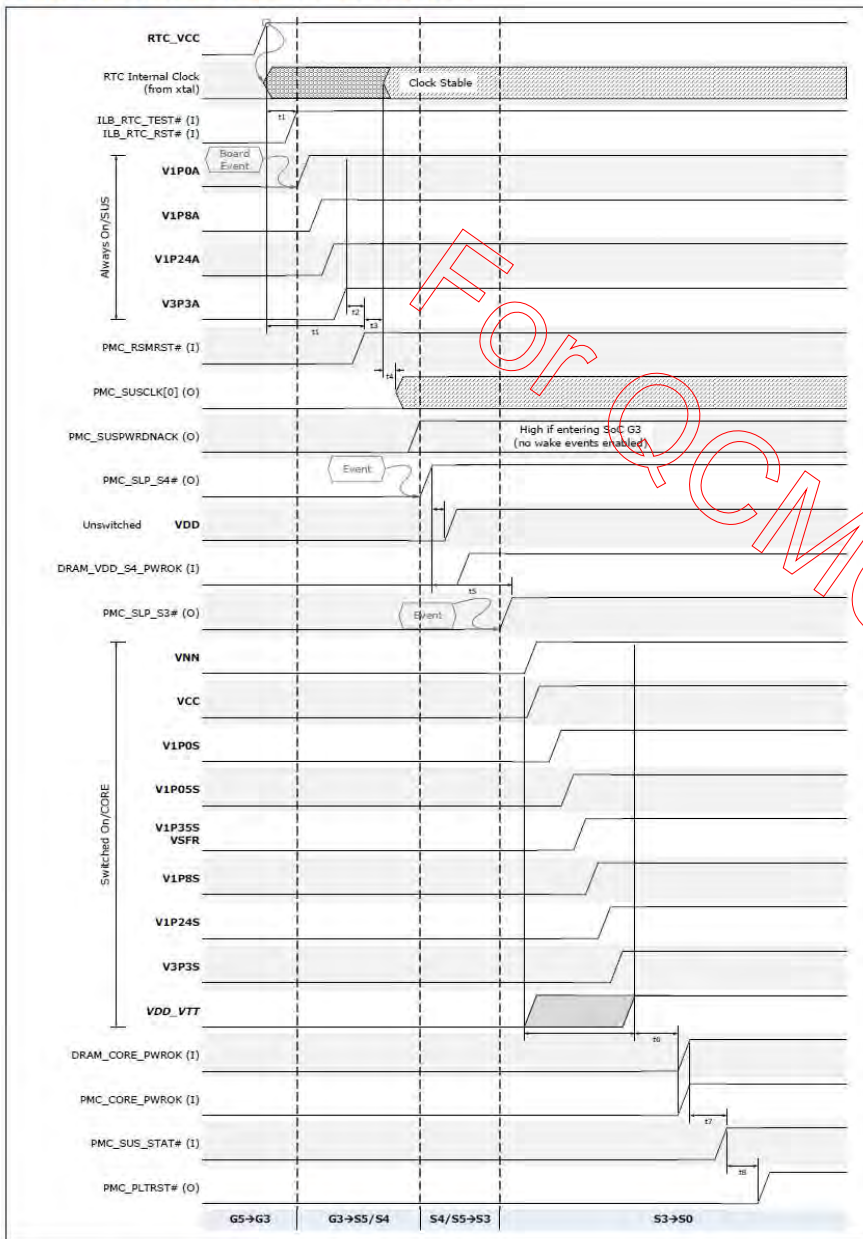 RTC_VCC
RTC Internal Clock
(from xtal)
Clock Stable
t1
ILB_RTC_TEST# (I)
ILB_RTC_RST# (I)
Board
Event
V1P0A
V1P8A
Always On/SUS
V1P24A
V3P3A
t2
t1
t3
PMC_RSMRST# (I)
t4
PMC_SUSCLK[0] (O)
PMC_SUSPWRDNACK (O)
High if entering SoC G3
(no wake events enabled)
Event
PMC_SLP_S4# (O)
Unswitched VDD
DRAM_VDD_S4_PWROK (I)
t5
PMC_SLP_S3# (O)
Event
VNN
VCC
V1P0S
V1P05S
Switched On/CORE
V1P35S
VSFR
V1P8S
V1P24S
V3P3S
VDD_VTT
t6
DRAM_CORE_PWROK (I)
PMC_CORE_PWROK (I)
t7
PMC_SUS_STAT# (I)
t8
PMC_PLTRST# (O)
G5→G3
G3→S5/S4
S4/S5→S3
S3→S0
For QCMC